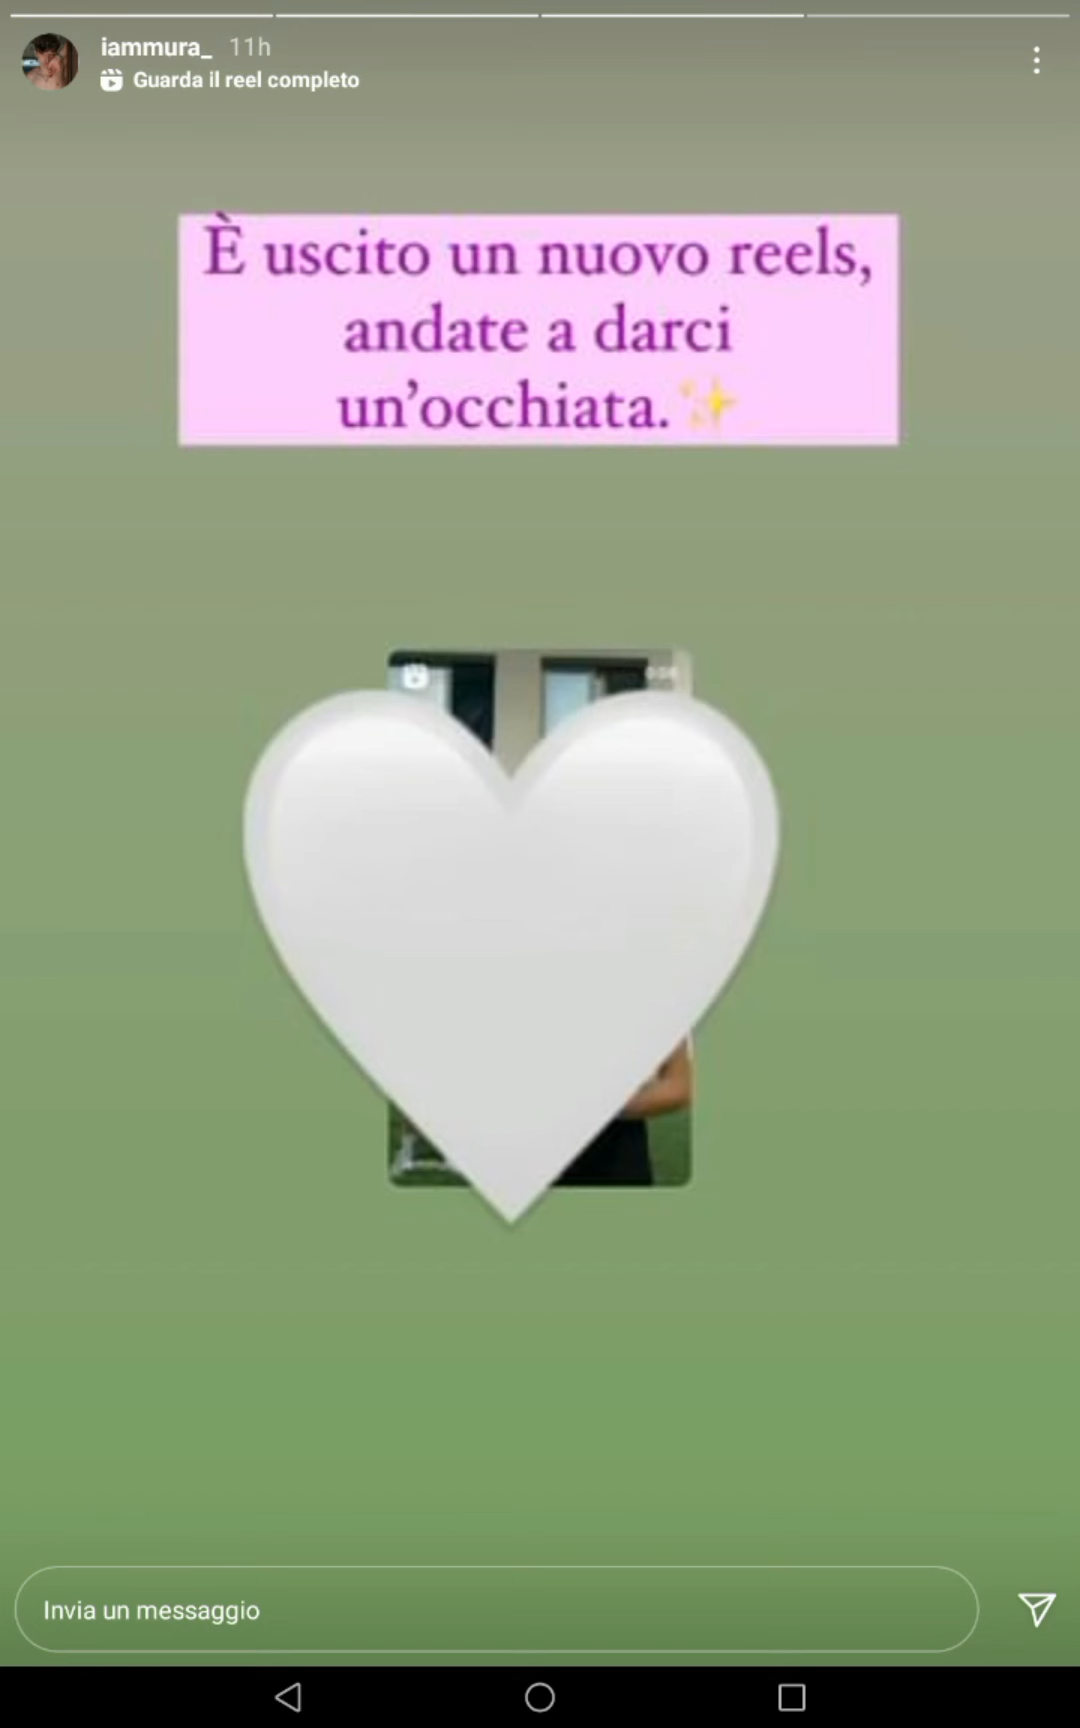 iammura_ 11h
Guarda il reel completo
È uscito un nuovo reels,
andate a darci
un’occhiata.✨
Invia un messaggio